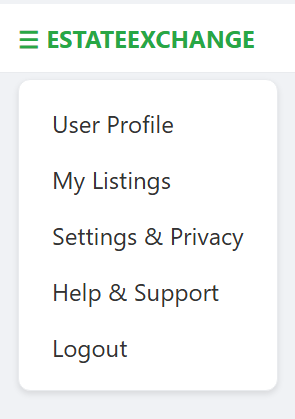 ☰ ESTATEEXCHANGE
User Profile
My Listings
Settings & Privacy
Help & Support
Logout